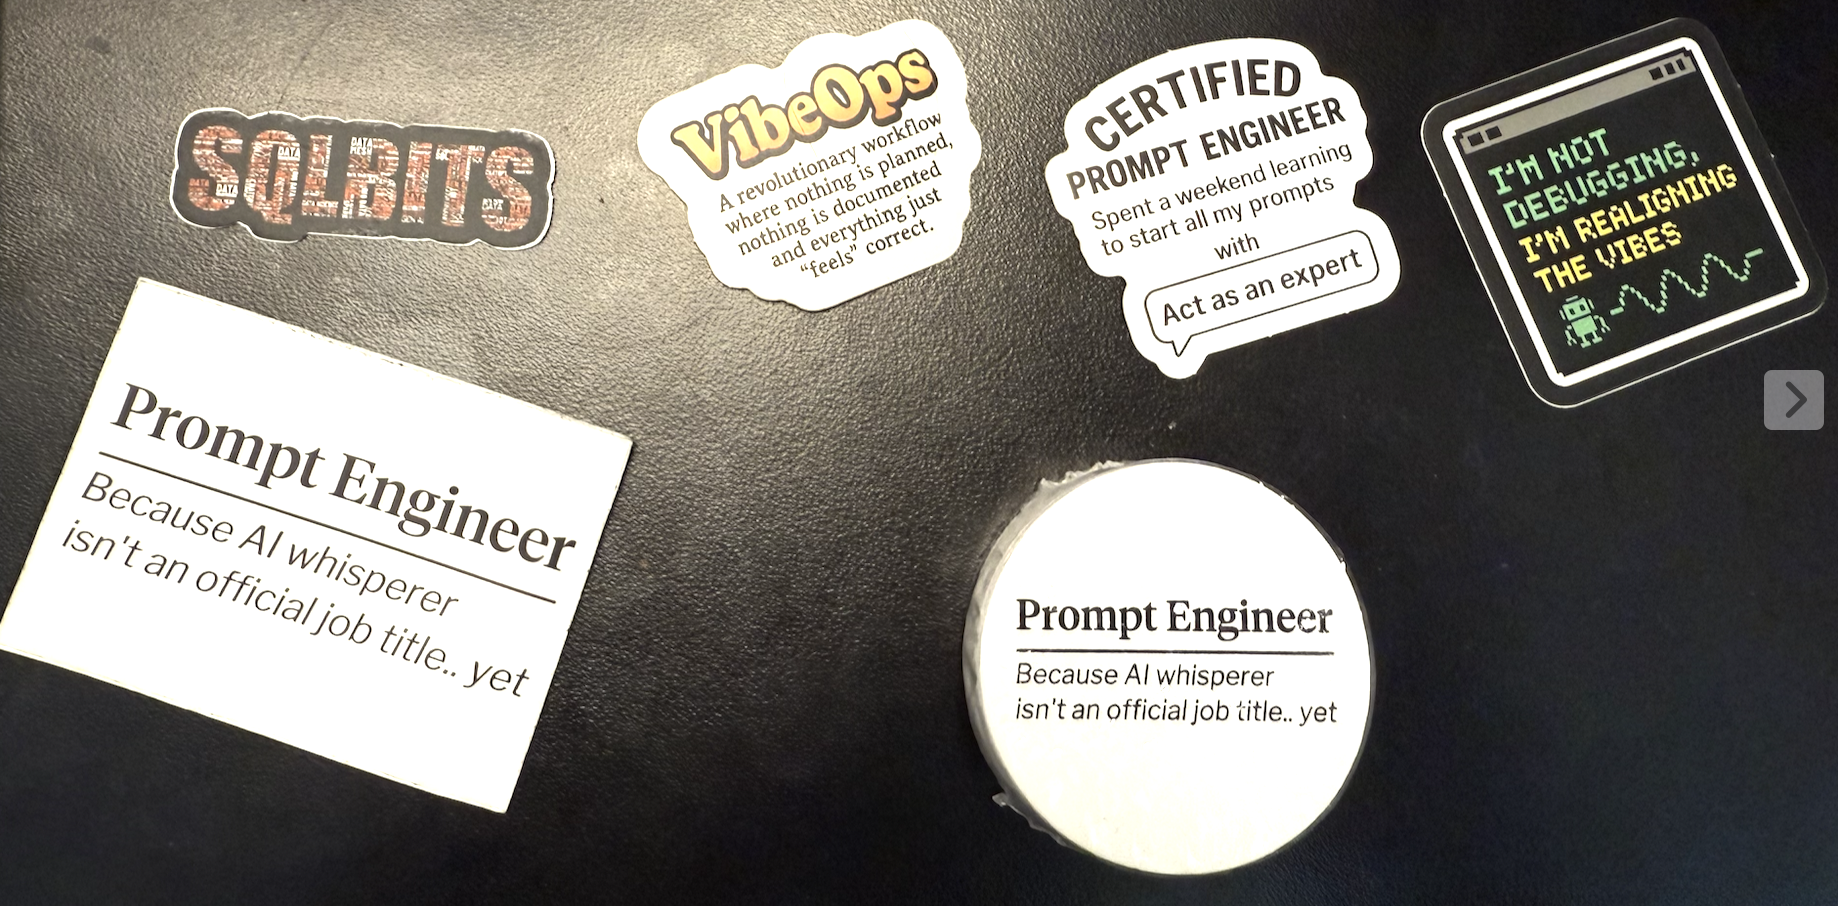 SQLBITS
VibeOps
A revolutionary workflow
where nothing is planned,
nothing is documented
and everything just
“feels” correct.
CERTIFIED
PROMPT ENGINEER
Spent a weekend learning
to start all my prompts
with
Act as an expert
I'M NOT
DEBUGGING,
I'M REALIGNING
THE VIBES
Prompt Engineer
Because AI whisperer
isn't an official job title.. yet
Prompt Engineer
Because AI whisperer
isn't an official job title.. yet